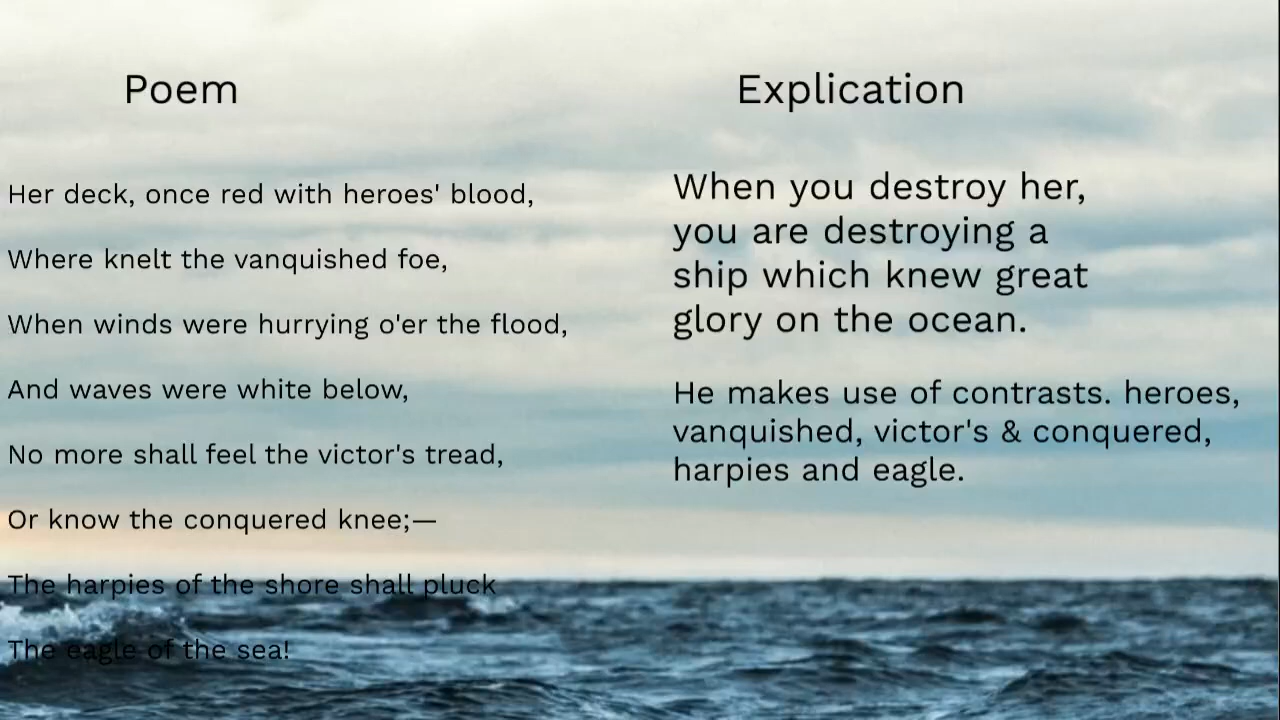 Poem
Her deck, once red with heroes' blood,
Where knelt the vanquished foe,
When winds were hurrying o'er the flood,
And waves were white below,
No more shall feel the victor's tread,
Or know the conquered knee;—
The harpies of the shore shall pluck
The eagle of the sea!
Explication
When you destroy her,
you are destroying a
ship which knew great
glory on the ocean.
He makes use of contrasts. heroes,
vanquished, victor's & conquered,
harpies and eagle.